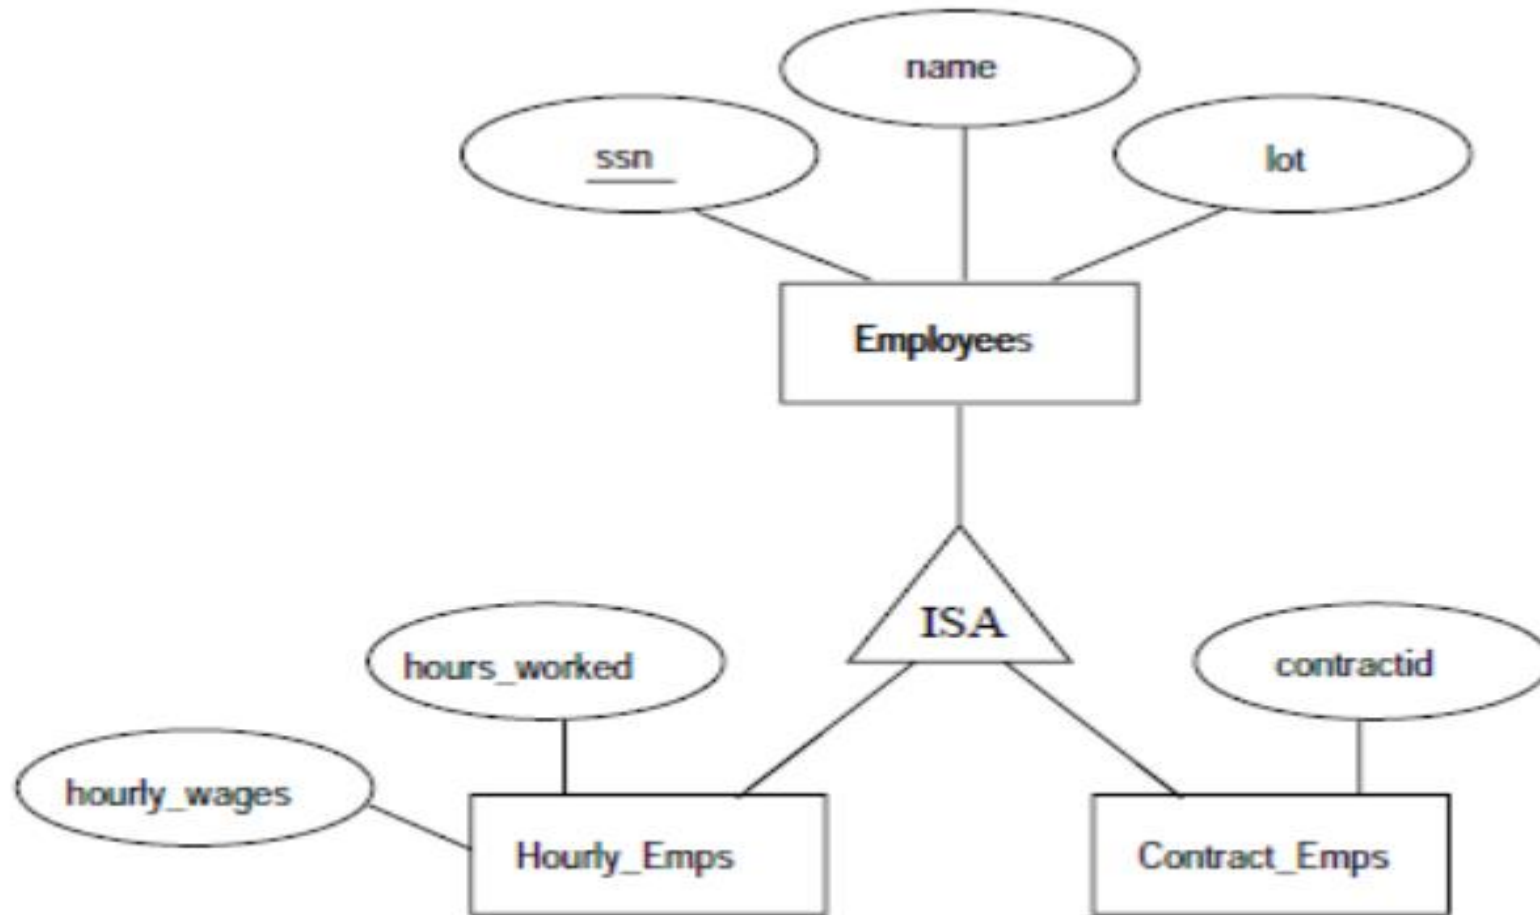 name
ssn
lot
Employees
ISA
hours_worked
contractid
hourly_wages
Hourly_Emps
Contract_Emps